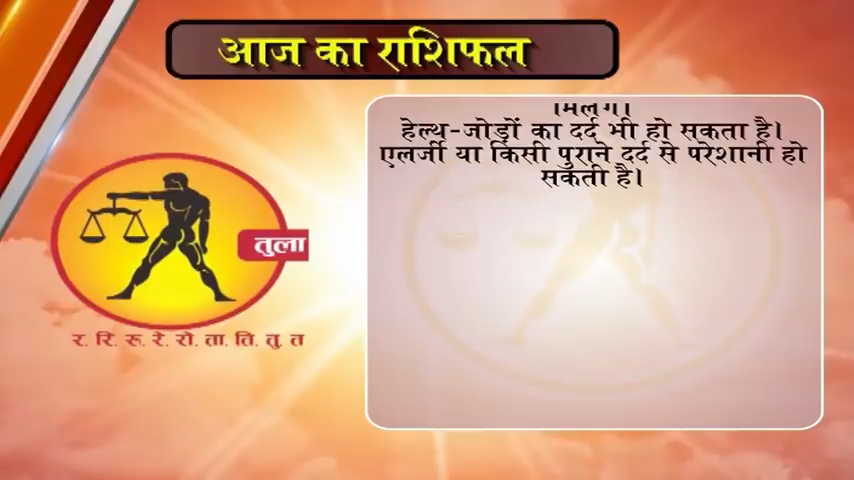 आज का राशिफल
तुला
र. रि. रू. रे. रो. ता. ति. तु. त
हेल्थ-जोड़ों का दर्द भी हो सकता है।
एलर्जी या किसी पुराने दर्द से परेशानी हो
सकती है।